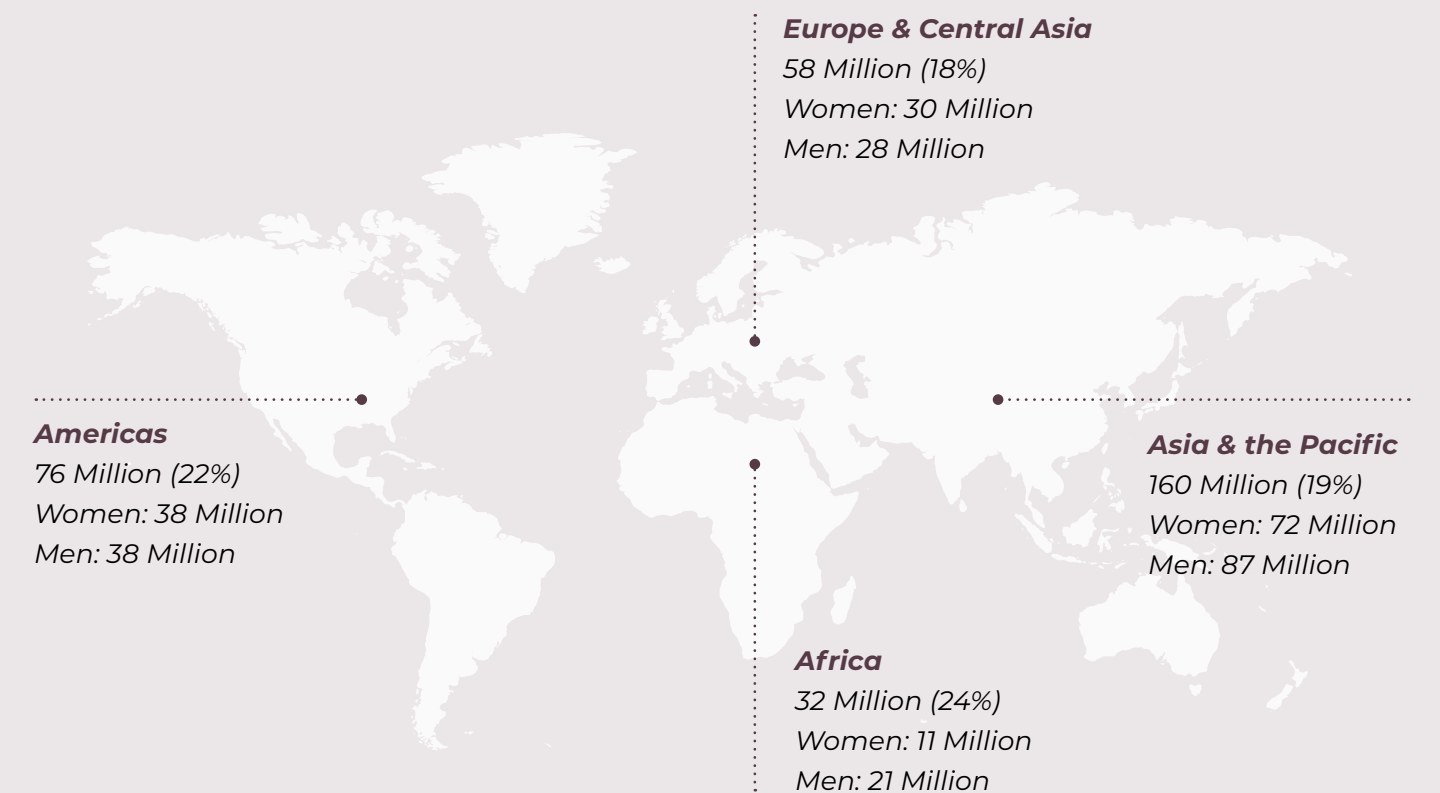 Europe & Central Asia
58 Million (18%)
Women: 30 Million
Men: 28 Million
Americas
76 Million (22%)
Women: 38 Million
Men: 38 Million
Asia & the Pacific
160 Million (19%)
Women: 72 Million
Men: 87 Million
Africa
32 Million (24%)
Women: 11 Million
Men: 21 Million